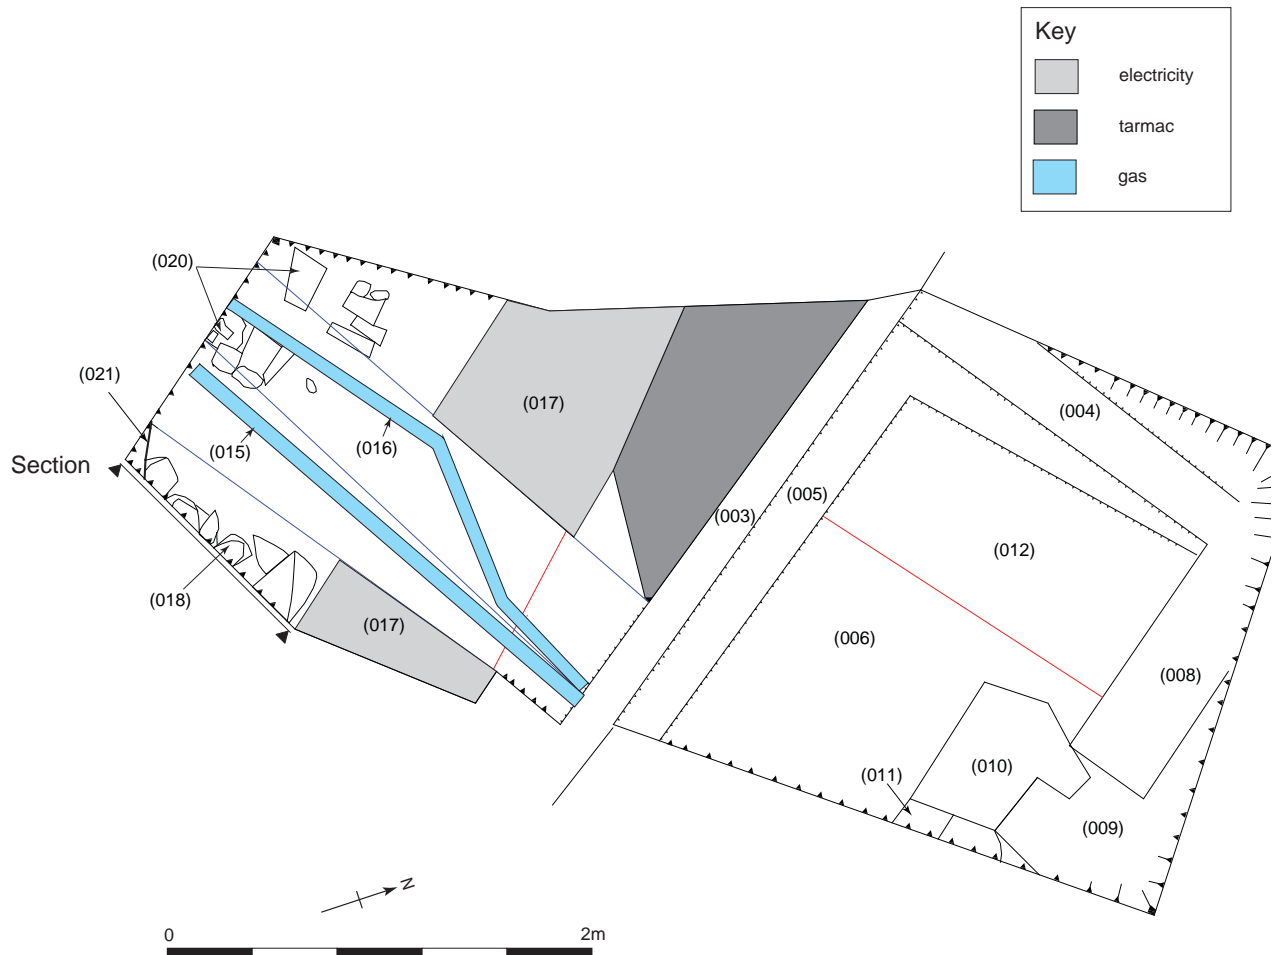 Key
electricity
tarmac
gas
(020)
(021)
(004)
(017)
(016)
(015)
Section
(005)
(003)
(012)
(018)
(017)
(006)
(008)
(010)
(011)
(009)
N
0 2m